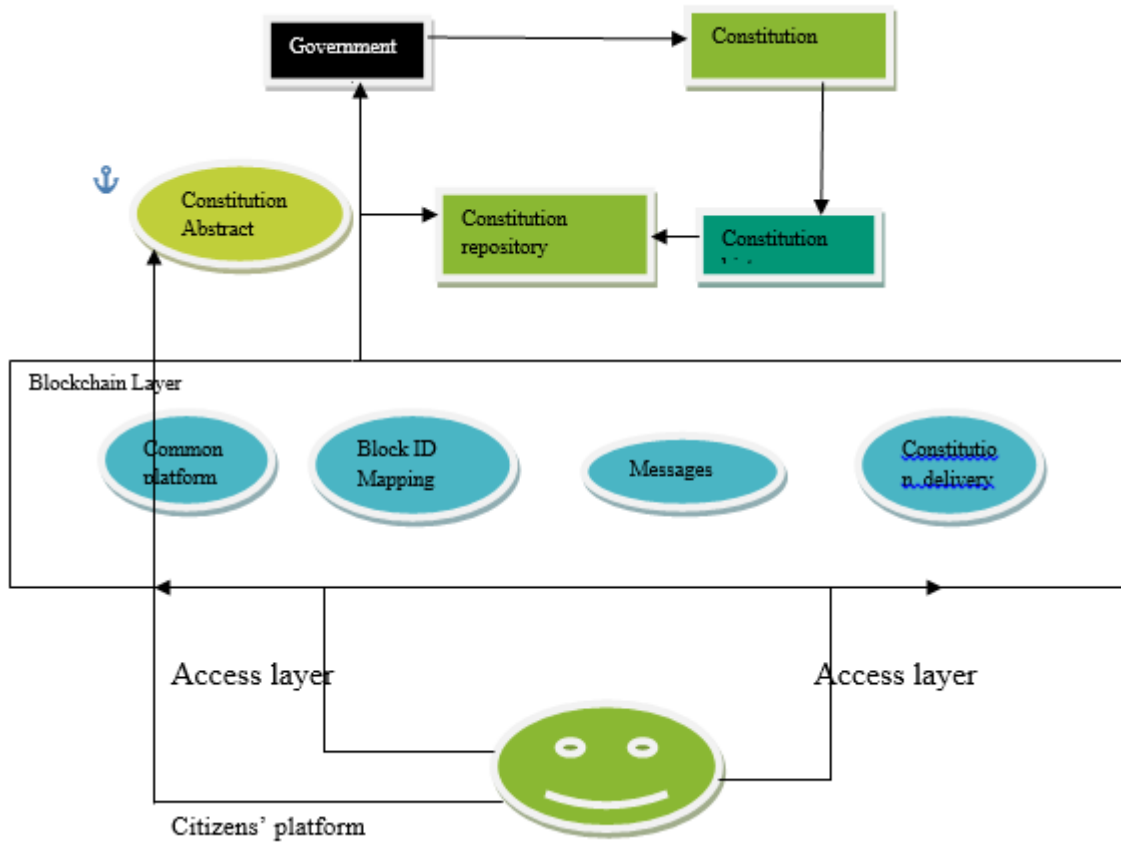 Government
Constitution
Constitution
Abstract
Constitution
repository
Constitution
Blockchain Layer
Common
platform
Block ID
Mapping
Messages
Constitutio
n delivery
Access layer
Access layer
Citizens' platform